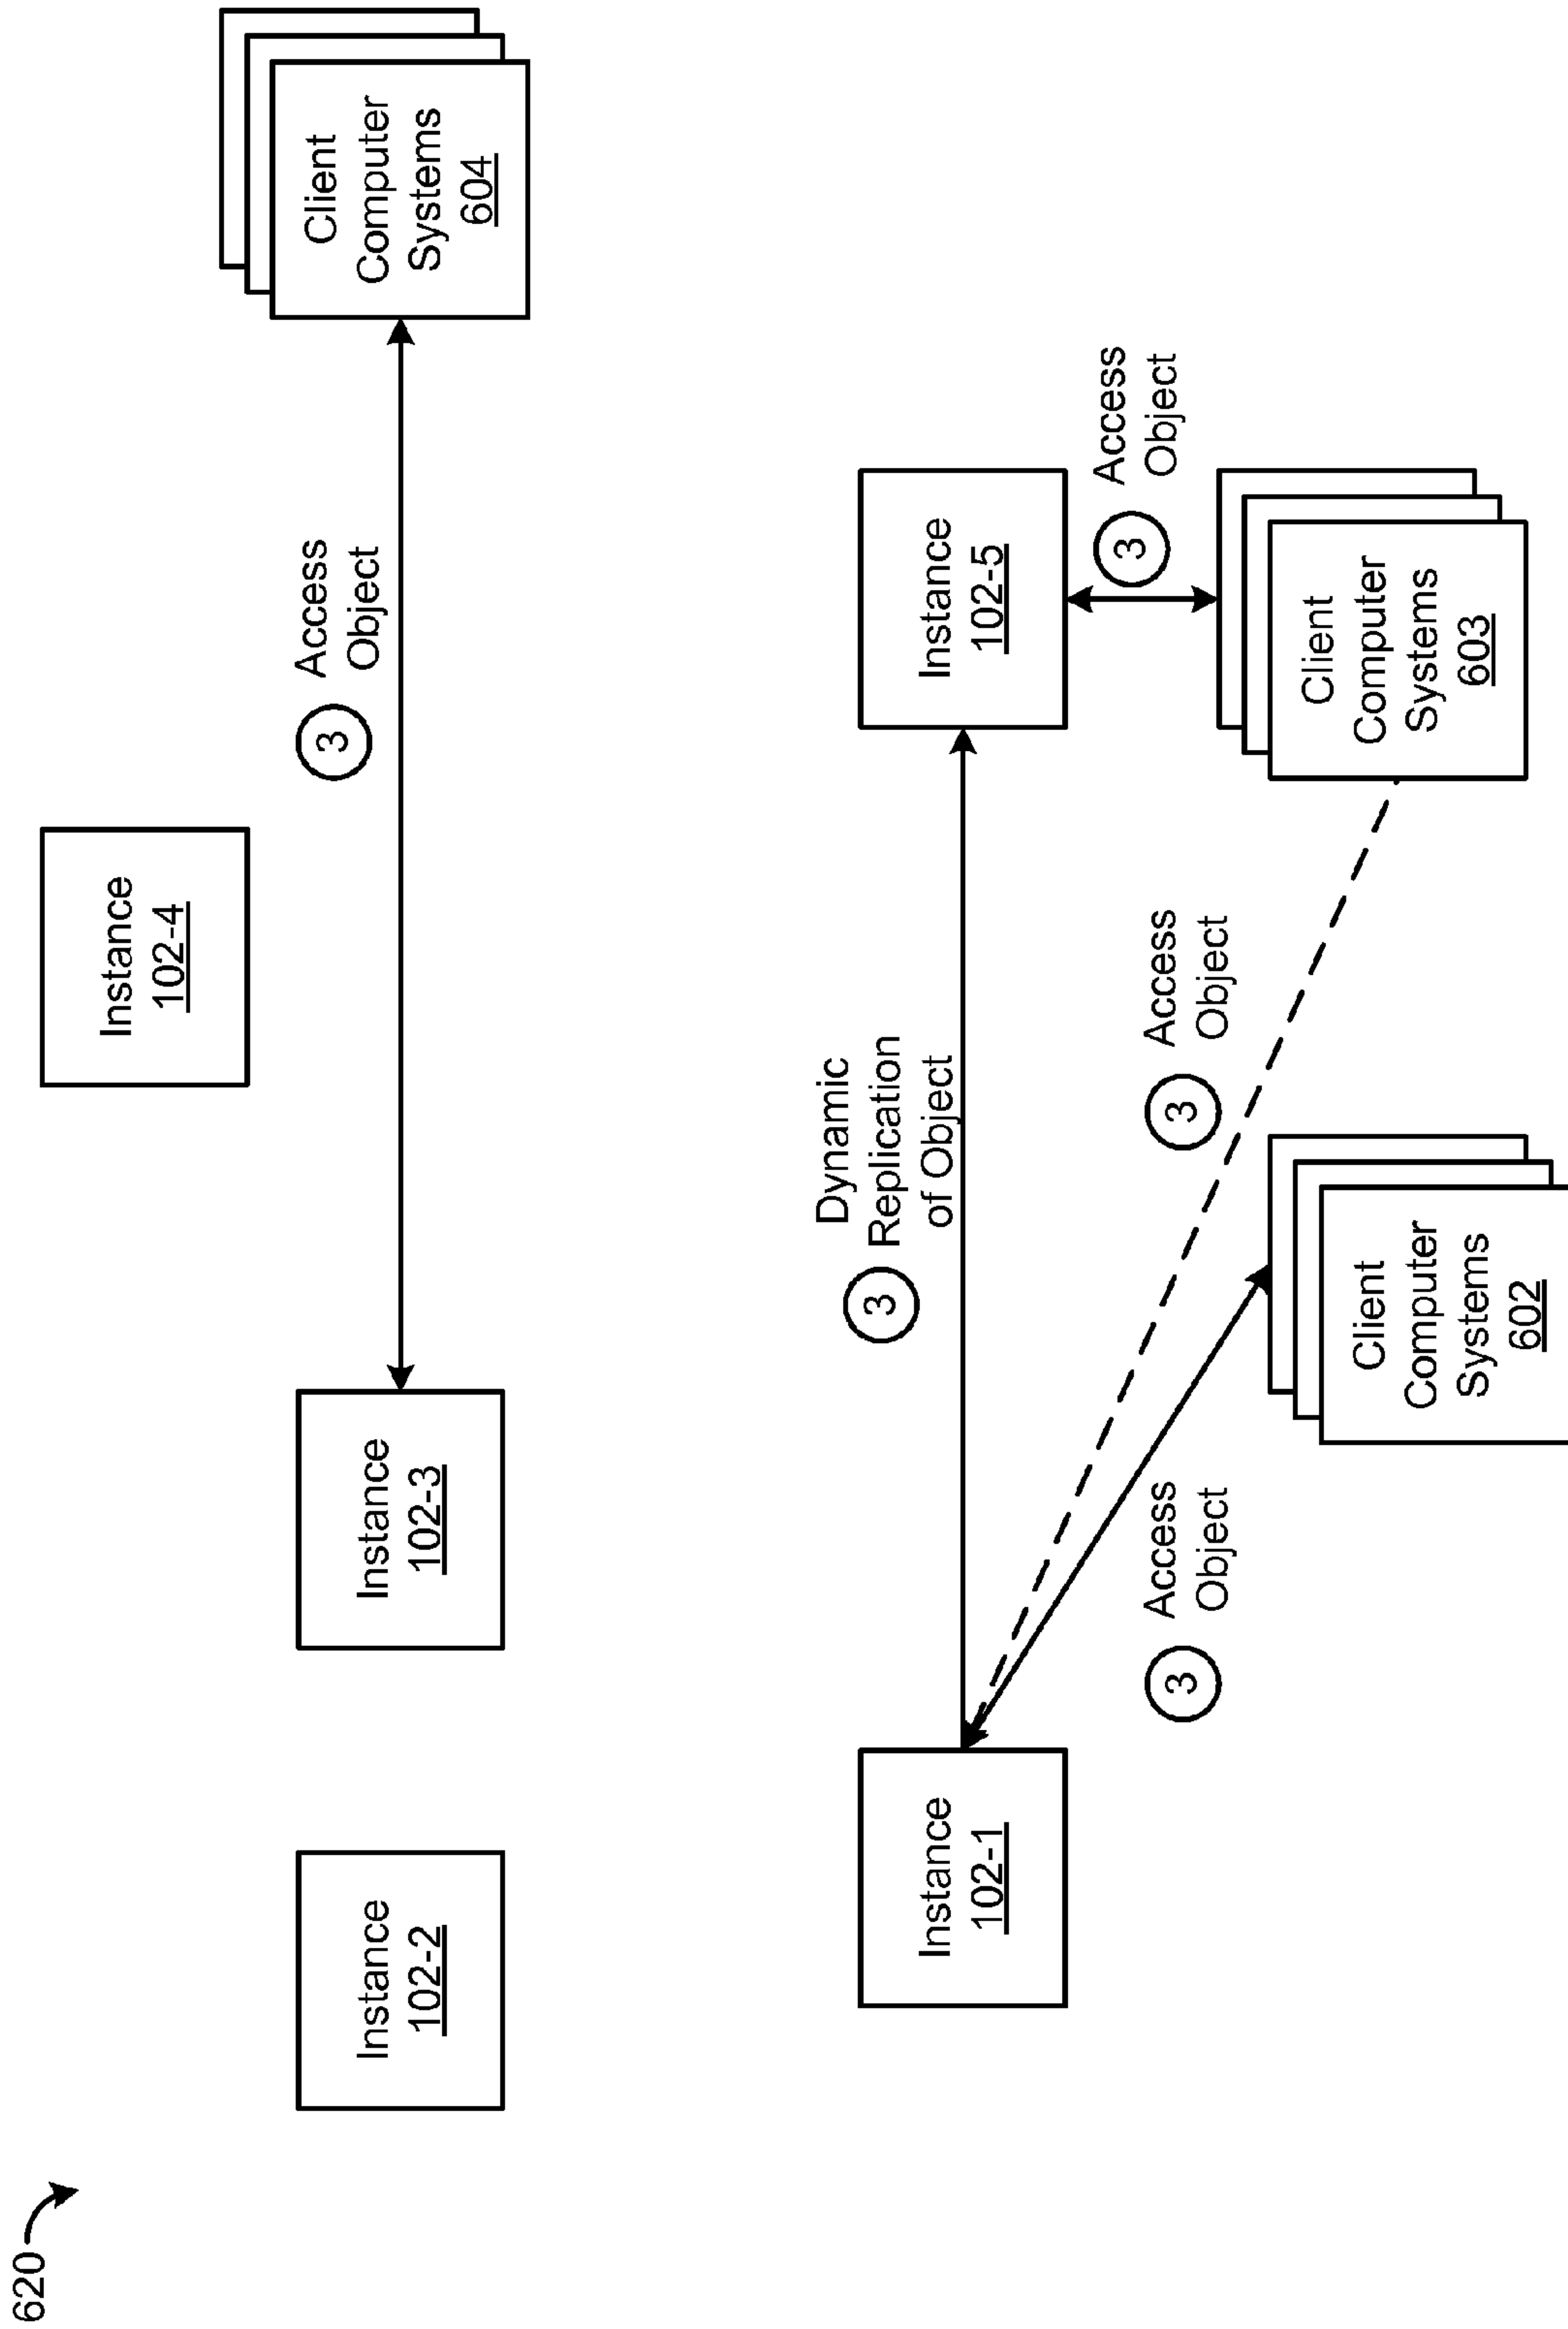 620
Instance
102-4
Instance
102-2
Instance
102-3
3
Access
Object
Client
Computer
Systems
604
3
Dynamic
Replication
of Object
Instance
102-1
Instance
102-5
3
Access
Object
3
Access
Object
3
Access
Object
Client
Computer
Systems
602
Client
Computer
Systems
603